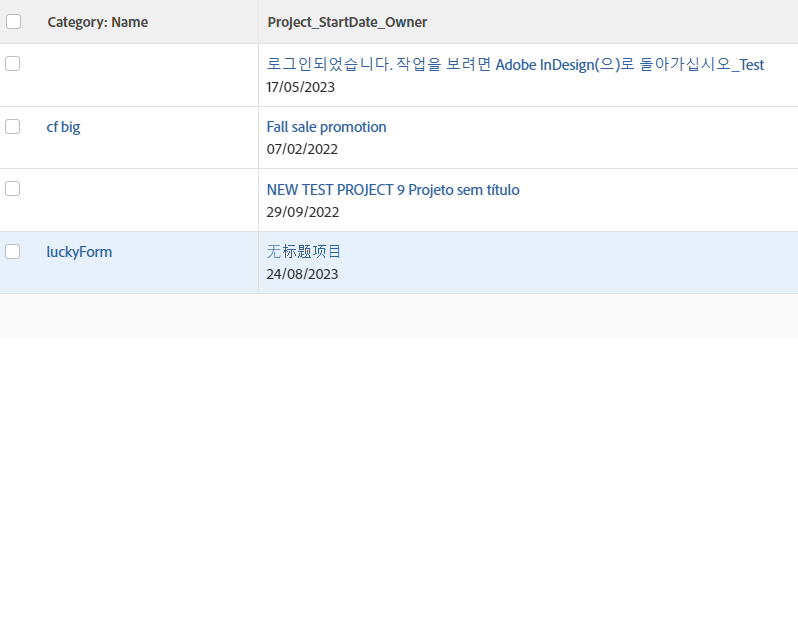 Category: Name Project_StartDate_Owner
로그인되었습니다. 작업을 보려면 Adobe InDesign(으)로 돌아가십시오_Test
17/05/2023
cf big Fall sale promotion
07/02/2022
NEW TEST PROJECT 9 Projeto sem título
29/09/2022
luckyForm 无标题项目
24/08/2023